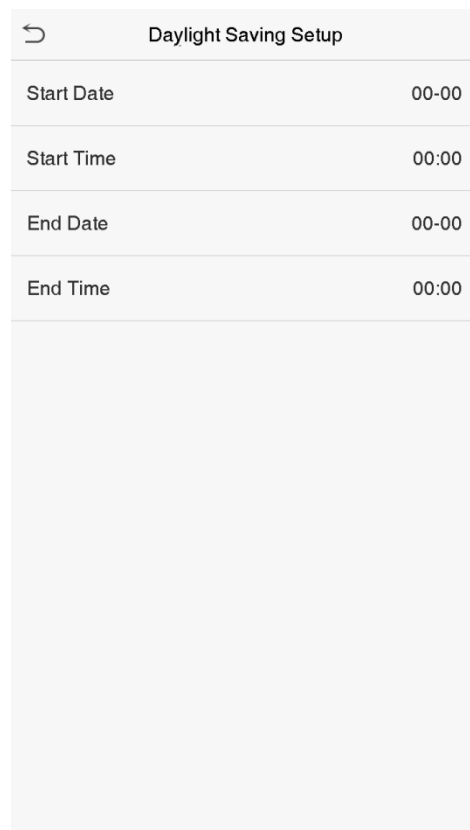 Daylight Saving Setup
Start Date 00-00
Start Time 00:00
End Date 00-00
End Time 00:00